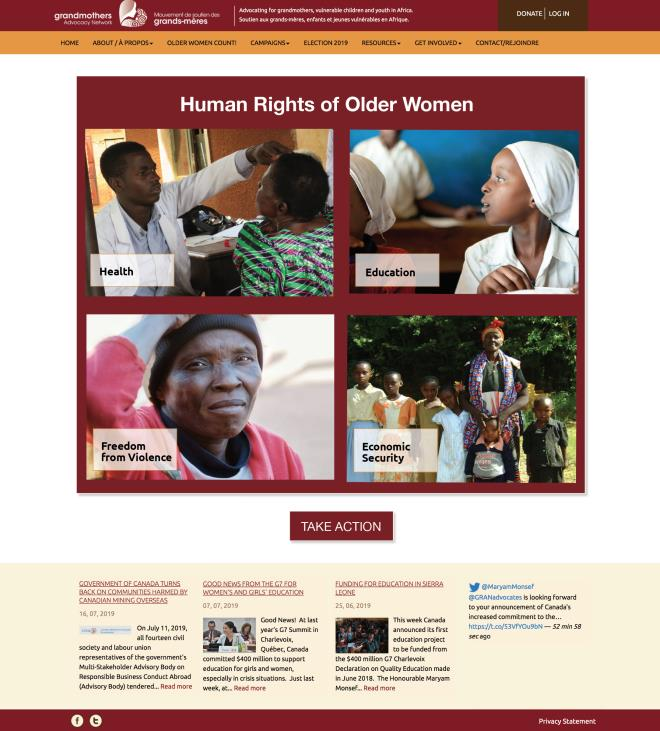 grandmothers
Advocacy Network
Mouvement de soutien des
grands-mères
Advocating for grandmothers, vulnerable children and youth in Africa.
Soutien aux grands-mères, enfants et jeunes vulnérables en Afrique.
DONATE | LOG IN
HOME ABOUT / À PROPOS OLDER WOMEN COUNT! CAMPAIGNS ELECTION 2019 RESOURCES GET INVOLVED CONTACT/REJOINDRE
Human Rights of Older Women
Health
Education
Freedom
from Violence
Economic
Security
TAKE ACTION
GOVERNMENT OF CANADA TURNS
BACK ON COMMUNITIES HARMED BY
CANADIAN MINING OVERSEAS
16, 07, 2019
On July 11, 2019,
all fourteen civil
society and labour union
representatives of the government's
Multi-Stakeholder Advisory Body on
Responsible Business Conduct Abroad
(Advisory Body) tendered... Read more
GOOD NEWS FROM THE G7 FOR
WOMEN'S AND GIRLS' EDUCATION
07, 07, 2019
Good News! At last
year's G7 Summit in
Charlevoix,
Québec, Canada
committed $400 million to support
education for girls and women,
especially in crisis situations. Just last
week, at... Read more
FUNDING FOR EDUCATION IN SIERRA
LEONE
25, 06, 2019
This week Canada
announced its first
education project
to be funded from
the $400 million G7 Charlevoix
Declaration on Quality Education made
in June 2018. The Honourable Maryam
Monsef... Read more
@MaryamMonsef
@GRANadvocates is looking forward
to your announcement of Canada's
increased commitment to the...
https://t.co/53VfYOu9bN — 52 min 58
sec ago
Privacy Statement